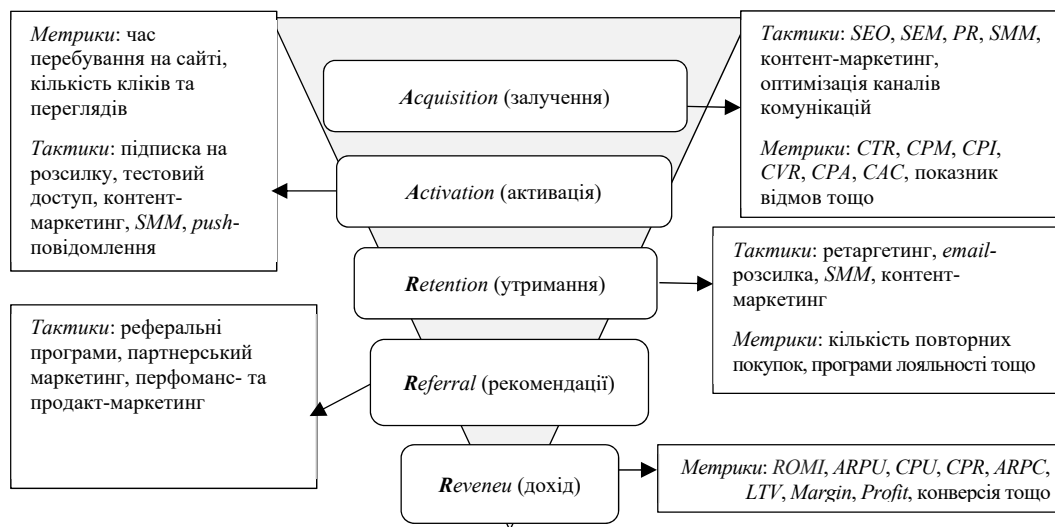 Метрики: час
перебування на сайті,
кількість кліків та
переглядів
Тактики: підписка на
розсилку, тестовий
доступ, контент-
маркетинг, SMM, push-
повідомлення
Acquisition (залучення)
Тактики: SEO, SEM, PR, SMM,
контент-маркетинг,
оптимізація каналів
комунікацій
Метрики: CTR, CPM, CPI,
CVR, CPA, CAC, показник
відмов тощо
Activation (активація)
Retention (утримання)
Тактики: ретаргетинг, email-
розсилка, SMM, контент-
маркетинг
Метрики: кількість повторних
покупок, програми лояльності тощо
Тактики: реферальні
програми, партнерський
маркетинг, перфоманс- та
продакт-маркетинг
Referral (рекомендації)
Reveneu (дохід)
Метрики: ROMI, ARPU, CPU, CPR, ARPC,
LTV, Margin, Profit, конверсія тощо